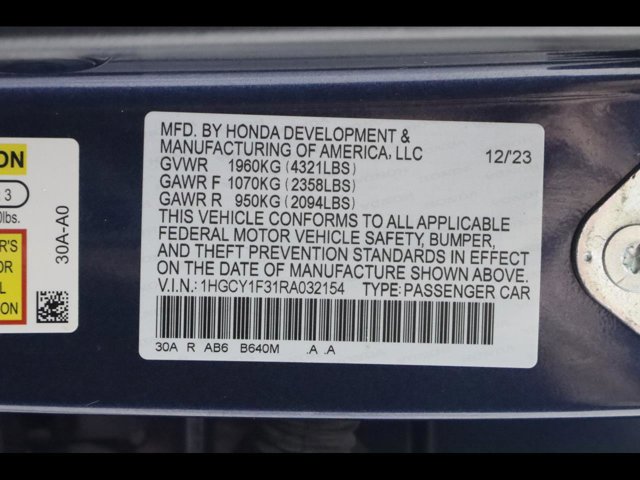 MFD. BY HONDA DEVELOPMENT &
MANUFACTURING OF AMERICA, LLC 12/'23
GVWR 1960KG (4321LBS)
GAWR F 1070KG (2358LBS)
GAWR R 950KG (2094LBS)
THIS VEHICLE CONFORMS TO ALL APPLICABLE
FEDERAL MOTOR VEHICLE SAFETY, BUMPER,
AND THEFT PREVENTION STANDARDS IN EFFECT
ON THE DATE OF MANUFACTURE SHOWN ABOVE.
V.I.N.: 1HGCY1F31RA032154 TYPE: PASSENGER CAR
30A R AB6 B640M .A .A
ON
3
lbs.
'S
OR
L
ION
30A-A0